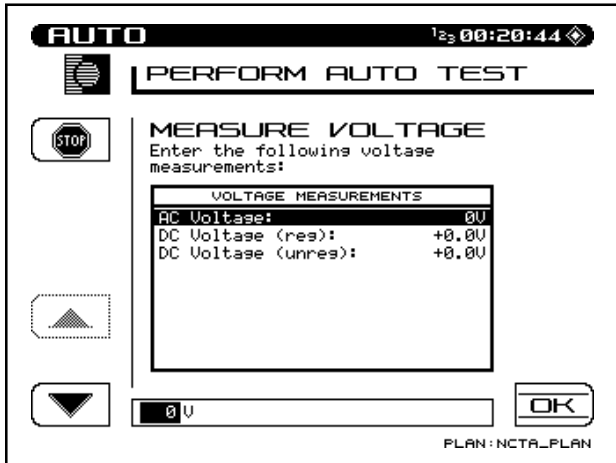 AUTO 123 00:20:44
PERFORM AUTO TEST
STOP
MEASURE VOLTAGE
Enter the following voltage
measurements:
VOLTAGE MEASUREMENTS
AC Voltage: 0V
DC Voltage (reg): +0.0V
DC Voltage (unreg): +0.0V
0 V
OK
PLAN:NCTA_PLAN